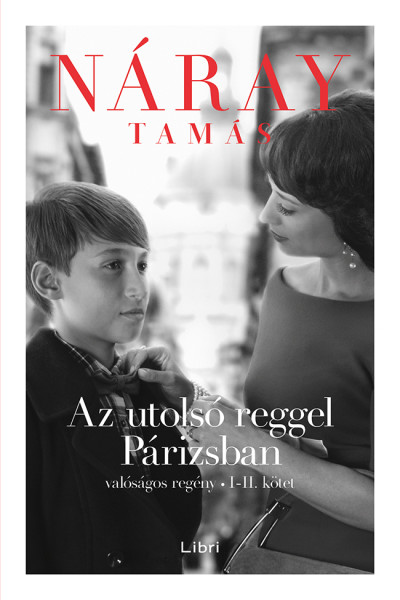 NÁRAY
TAMÁS
Az utolsó reggel
Párizsban
valóságos regény • I-II. kötet
Libri